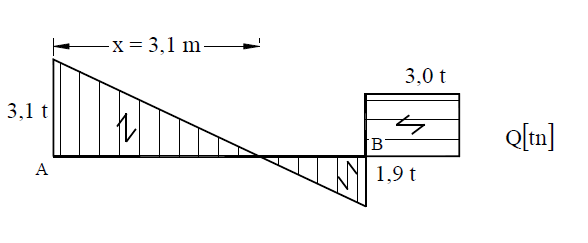 x = 3,1 m
3,0 t
3,1 t
Q[tn]
B
A
1,9 t